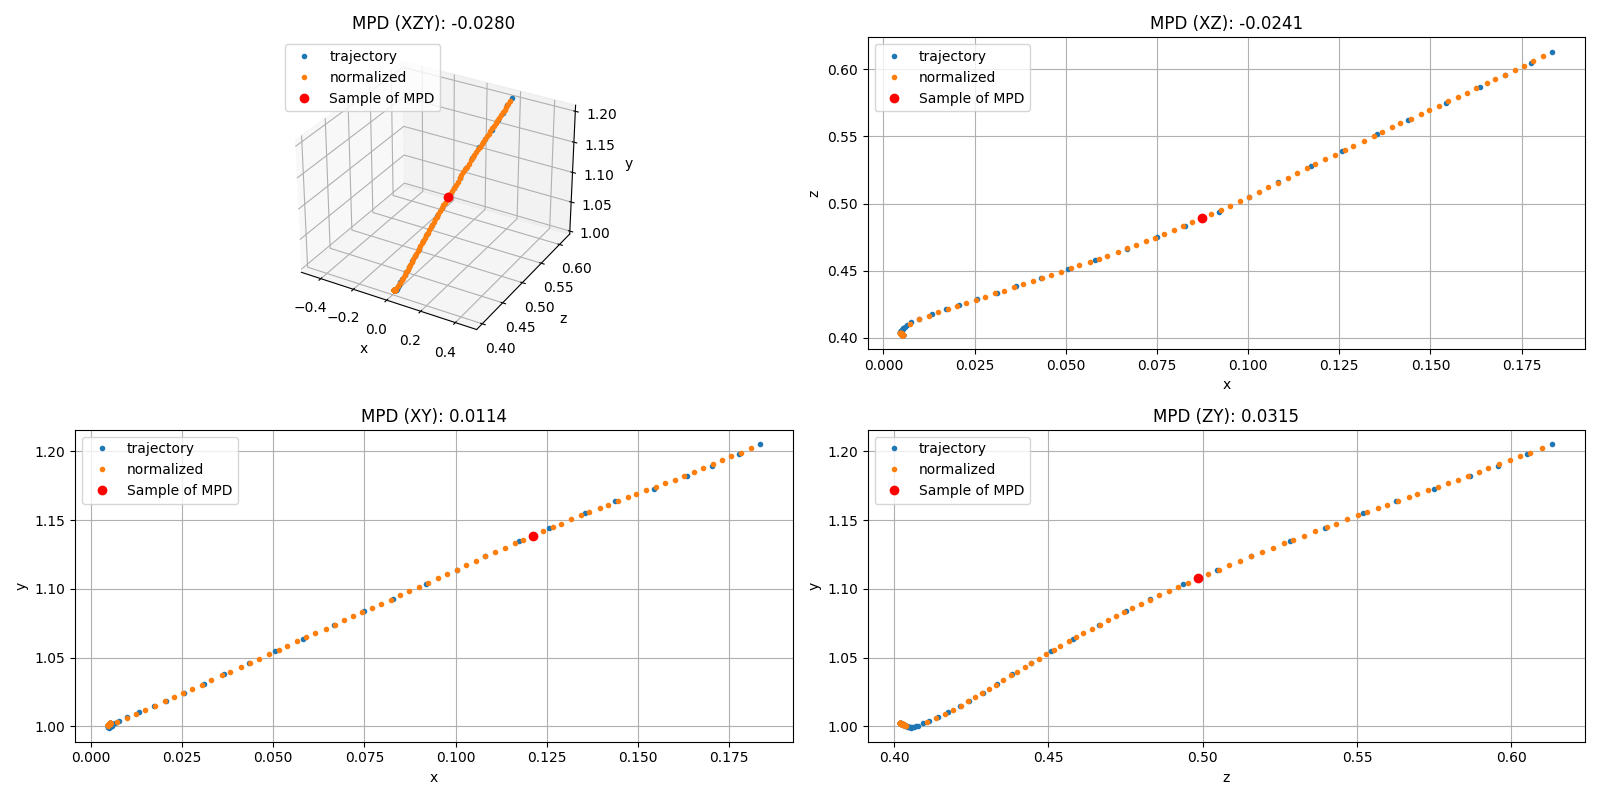 MPD (XZY): -0.0280
trajectory
normalized
Sample of MPD
1.20
1.15
1.10
1.05
1.00
y
−0.4
−0.2
0.0
0.2
0.4
x
0.40
0.45
0.50
0.55
0.60
z
MPD (XZ): -0.0241
trajectory
normalized
Sample of MPD
0.60
0.55
0.50
0.45
0.40
z
0.000 0.025 0.050 0.075 0.100 0.125 0.150 0.175
x
MPD (XY): 0.0114
trajectory
normalized
Sample of MPD
1.20
1.15
1.10
1.05
1.00
y
0.000 0.025 0.050 0.075 0.100 0.125 0.150 0.175
x
MPD (ZY): 0.0315
trajectory
normalized
Sample of MPD
1.20
1.15
1.10
1.05
1.00
y
0.40 0.45 0.50 0.55 0.60
z